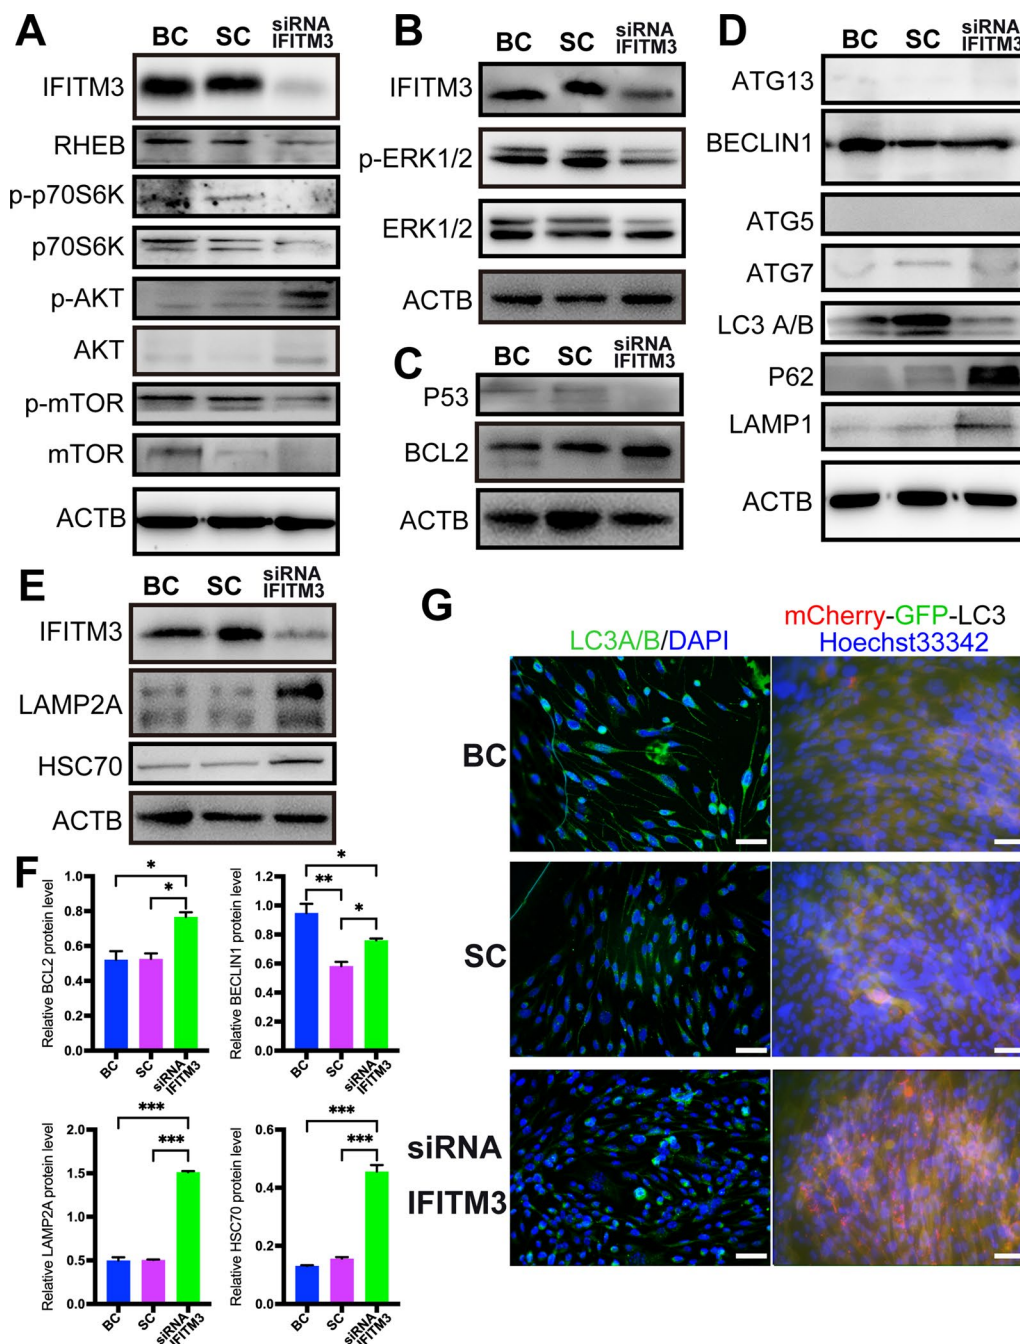 A
BC SC siRNA IFITM3
IFITM3
RHEB
p-p70S6K
p70S6K
p-AKT
AKT
p-mTOR
mTOR
ACTB
B
BC SC siRNA IFITM3
IFITM3
p-ERK1/2
ERK1/2
ACTB
C
BC SC siRNA IFITM3
P53
BCL2
ACTB
D
BC SC siRNA IFITM3
ATG13
BECLIN1
ATG5
ATG7
LC3 A/B
P62
LAMP1
ACTB
E
BC SC siRNA IFITM3
IFITM3
LAMP2A
HSC70
ACTB
F
Relative BCL2 protein level
0.8
0.6
0.4
0.2
0.0
*
*
BC
SC
siRNA
IFITM3
Relative BECLIN1 protein level
1.2
1.0
0.8
0.6
0.4
0.2
0.0
*
**
*
BC
SC
siRNA
IFITM3
Relative LAMP2A protein level
2.0
1.5
1.0
0.5
0.0
***
***
BC
SC
siRNA
IFITM3
Relative HSC70 protein level
0.6
0.4
0.2
0.0
***
***
BC
SC
siRNA
IFITM3
G
LC3A/B/DAPI
mCherry-GFP-LC3
Hoechst33342
BC
SC
siRNA
IFITM3